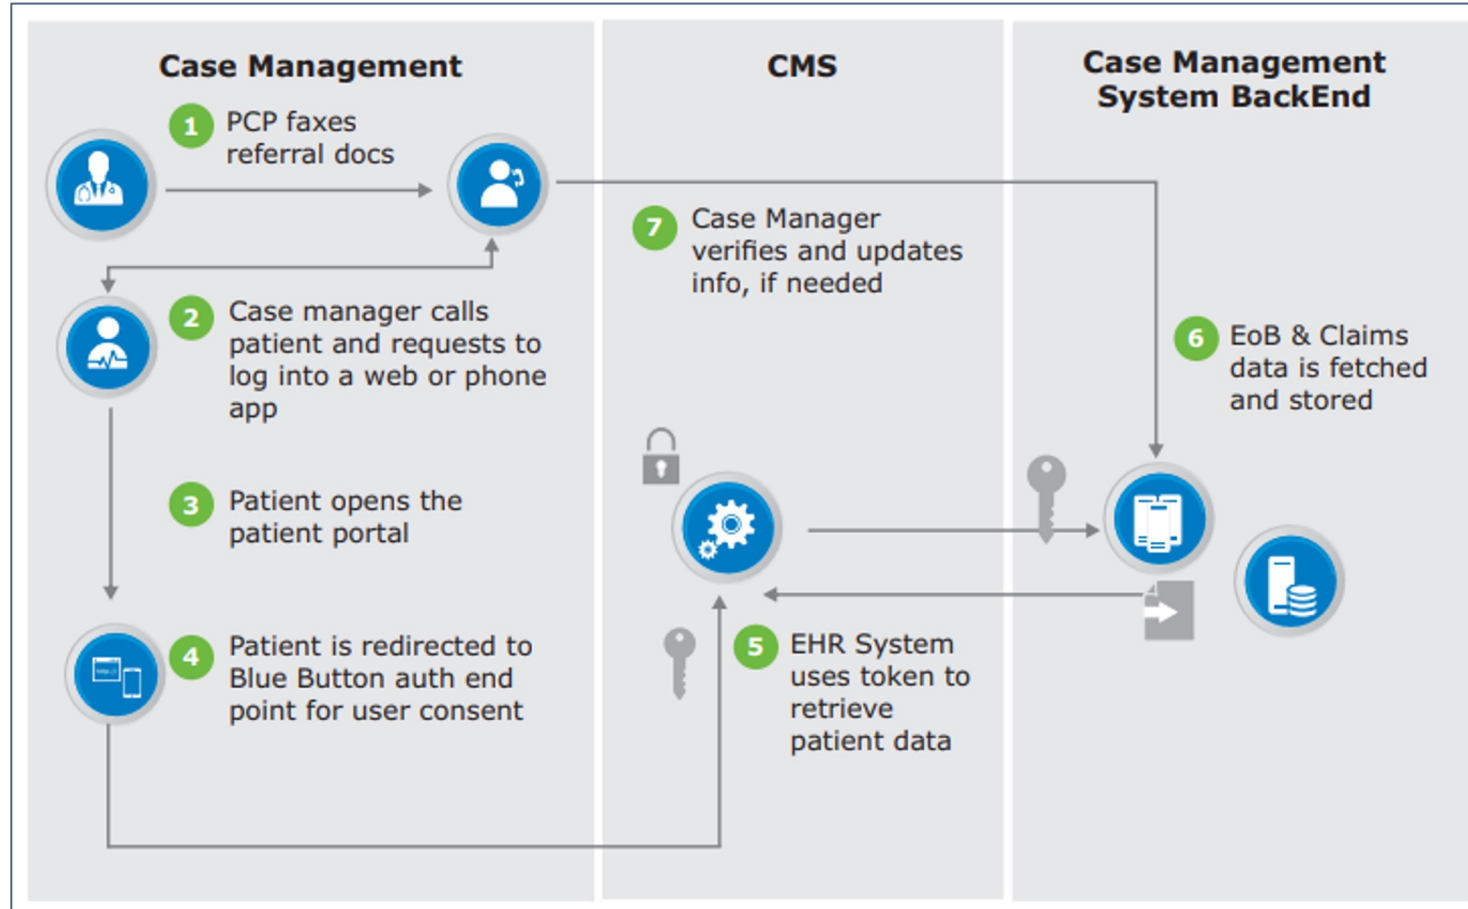 Case Management
1
PCP faxes
referral docs
2
Case manager calls
patient and requests to
log into a web or phone
app
3
Patient opens the
patient portal
4
Patient is redirected to
Blue Button auth end
point for user consent
CMS
7
Case Manager
verifies and updates
info, if needed
5
EHR System
uses token to
retrieve
patient data
Case Management
System BackEnd
6
EoB & Claims
data is fetched
and stored